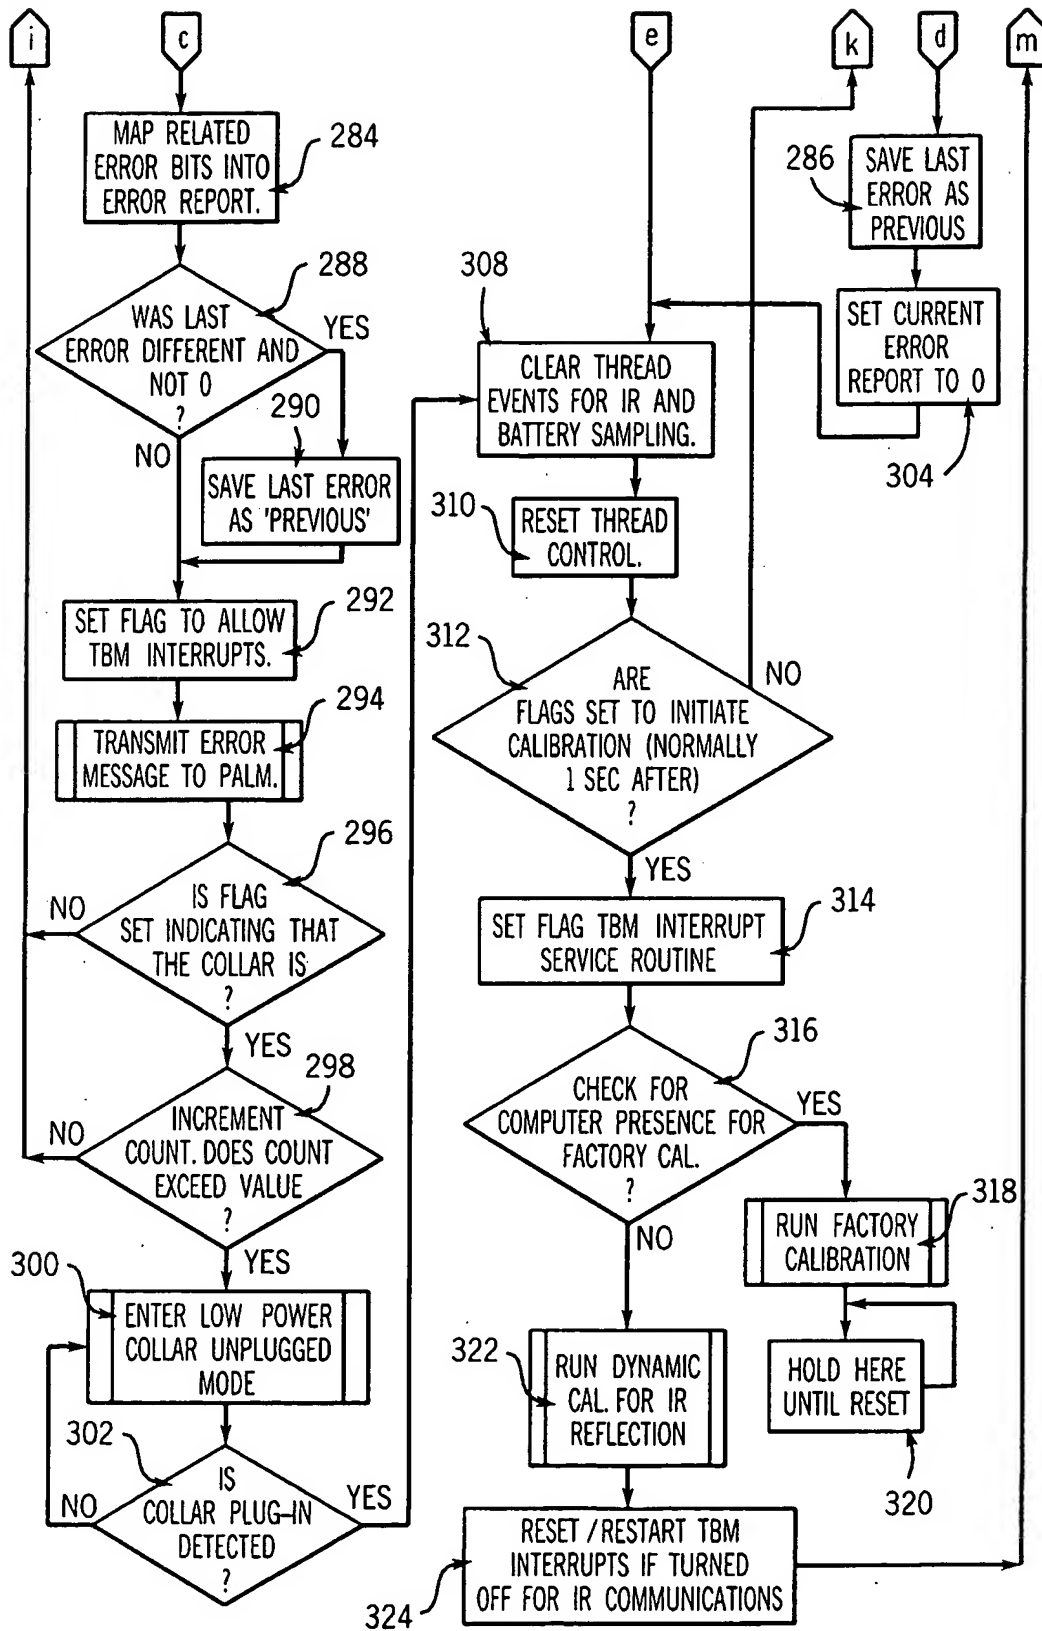 i
c
e
k
d
m
MAP RELATED
ERROR BITS INTO
ERROR REPORT.
284
WAS LAST
ERROR DIFFERENT AND
NOT 0
?
288
YES
NO
290
SAVE LAST ERROR
AS 'PREVIOUS'
SET FLAG TO ALLOW
TBM INTERRUPTS.
292
TRANSMIT ERROR
MESSAGE TO PALM.
294
IS FLAG
SET INDICATING THAT
THE COLLAR IS
?
296
NO
YES
INCREMENT
COUNT. DOES COUNT
EXCEED VALUE
?
298
NO
YES
300
ENTER LOW POWER
COLLAR UNPLUGGED
MODE
302
IS
COLLAR PLUG-IN
DETECTED
?
NO
YES
286
SAVE LAST
ERROR AS
PREVIOUS
SET CURRENT
ERROR
REPORT TO 0
304
308
CLEAR THREAD
EVENTS FOR IR AND
BATTERY SAMPLING.
310
RESET THREAD
CONTROL.
312
ARE
FLAGS SET TO INITIATE
CALIBRATION (NORMALLY
1 SEC AFTER)
?
NO
YES
SET FLAG TBM INTERRUPT
SERVICE ROUTINE
314
CHECK FOR
COMPUTER PRESENCE FOR
FACTORY CAL.
?
316
YES
NO
RUN FACTORY
CALIBRATION
318
HOLD HERE
UNTIL RESET
320
322
RUN DYNAMIC
CAL. FOR IR
REFLECTION
RESET/RESTART TBM
INTERRUPTS IF TURNED
OFF FOR IR COMMUNICATIONS
324